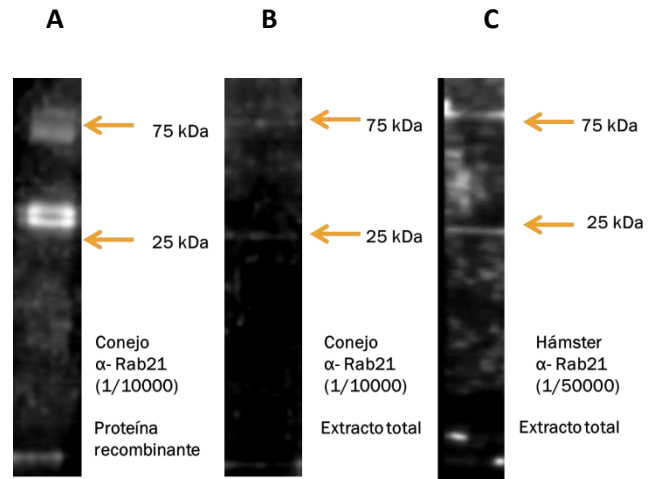 A
B
C
75 kDa
25 kDa
Conejo
α- Rab21
(1/10000)
Proteína
recombinante
75 kDa
25 kDa
Conejo
α- Rab21
(1/10000)
Extracto total
75 kDa
25 kDa
Hámster
α- Rab21
(1/50000)
Extracto total